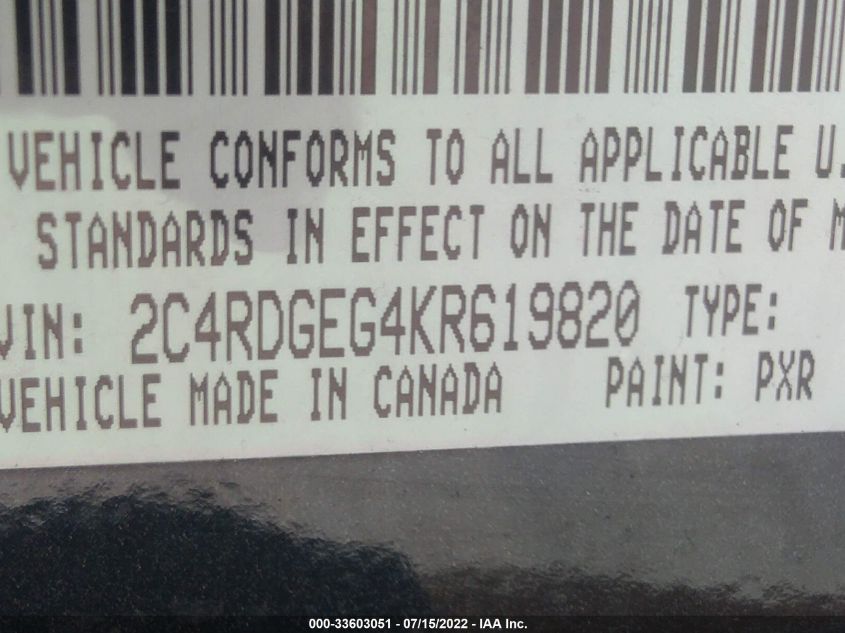 VEHICLE CONFORMS TO ALL APPLICABLE U.
STANDARDS IN EFFECT ON THE DATE OF M
VIN: 2C4RDGEG4KR619820 TYPE:
VEHICLE MADE IN CANADA PAINT: PXR
000-33603051 - 07/15/2022 - IAA Inc.